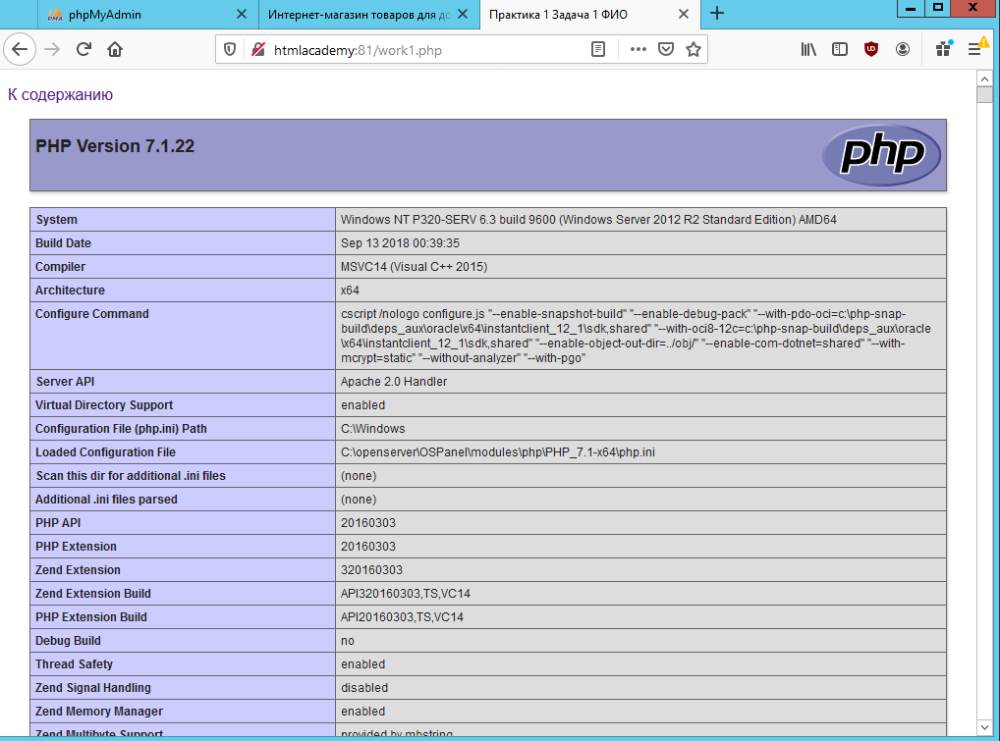 phpMyAdmin
Интернет-магазин товаров для до
Практика 1 Задача 1 ФИО
htmlacademy:81/work1.php
К содержанию
PHP Version 7.1.22
php
System Windows NT P320-SERV 6.3 build 9600 (Windows Server 2012 R2 Standard Edition) AMD64
Build Date Sep 13 2018 00:39:35
Compiler MSVC14 (Visual C++ 2015)
Architecture x64
Configure Command cscript /nologo configure.js "--enable-snapshot-build" "--enable-debug-pack" "--with-pdo-oci=c:\php-snap-
build\deps_aux\oracle\x64\instantclient_12_1\sdk,shared" "--with-oci8-12c=c:\php-snap-build\deps_aux\oracle
\x64\instantclient_12_1\sdk,shared" "--enable-object-out-dir=../obj/" "--enable-com-dotnet=shared" "--with-
mcrypt=static" "--without-analyzer" "--with-pgo"
Server API Apache 2.0 Handler
Virtual Directory Support enabled
Configuration File (php.ini) Path C:\Windows
Loaded Configuration File C:\openserver\OSPanel\modules\php\PHP_7.1-x64\php.ini
Scan this dir for additional .ini files (none)
Additional .ini files parsed (none)
PHP API 20160303
PHP Extension 20160303
Zend Extension 320160303
Zend Extension Build API320160303,TS,VC14
PHP Extension Build API20160303,TS,VC14
Debug Build no
Thread Safety enabled
Zend Signal Handling disabled
Zend Memory Manager enabled
Zend Multibyte Support provided by mbstring